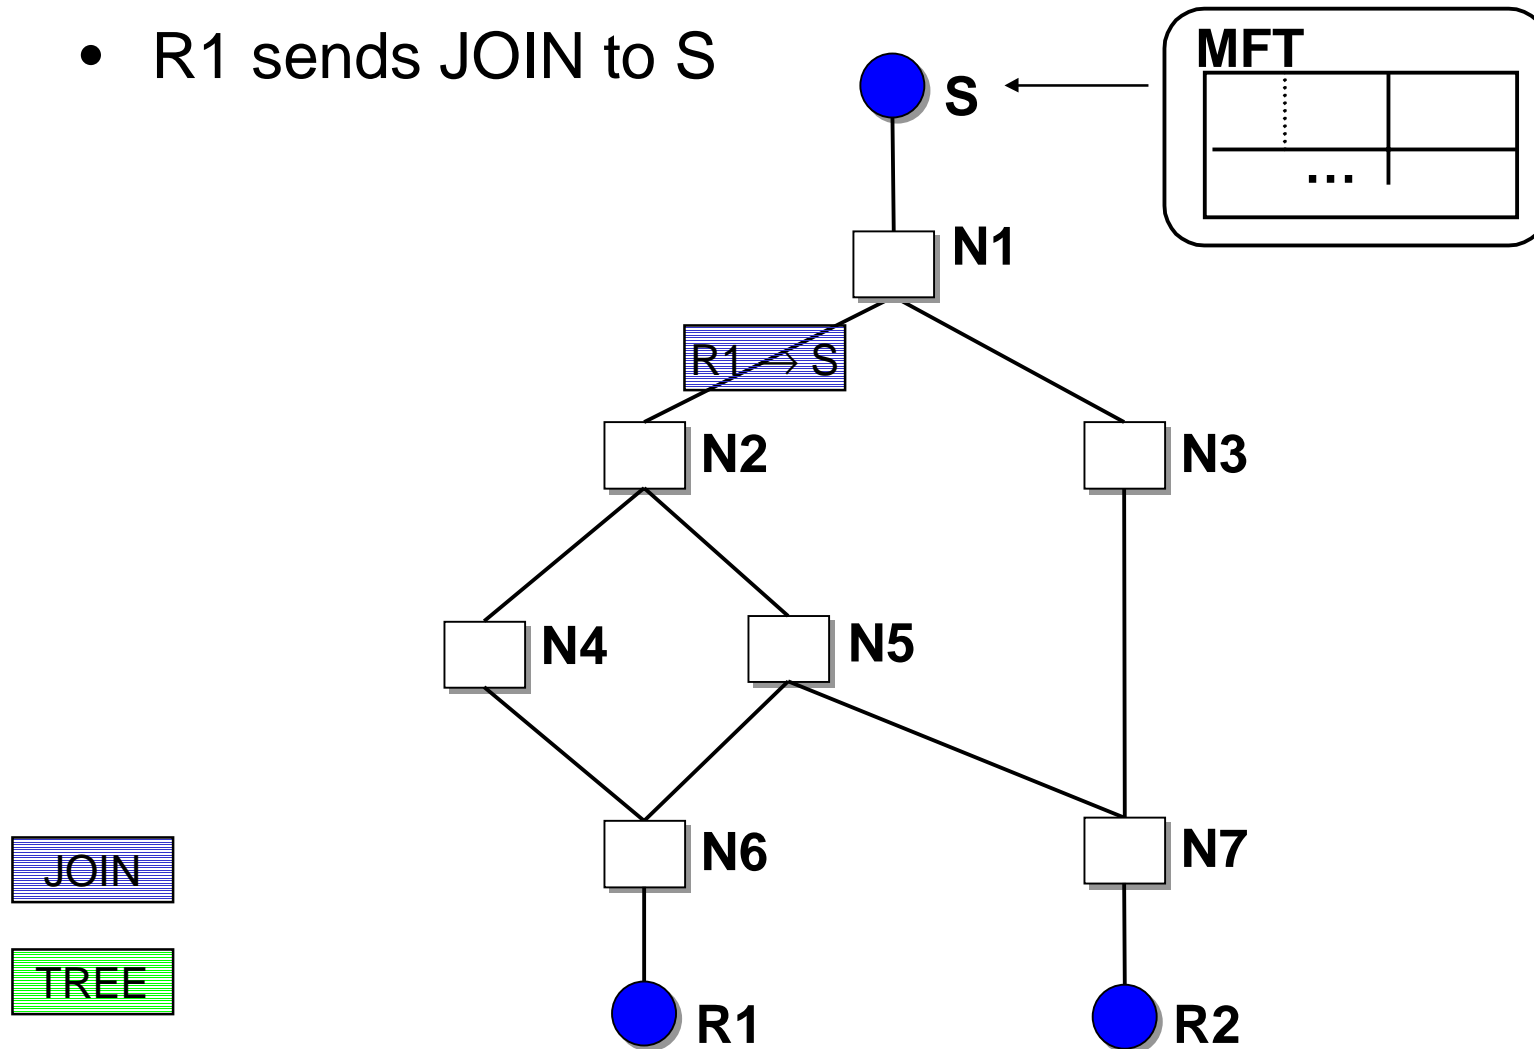 • R1 sends JOIN to S
MFT
S
...
N1
R1 → S
N2
N3
N4
N5
N6
N7
JOIN
TREE
R1
R2